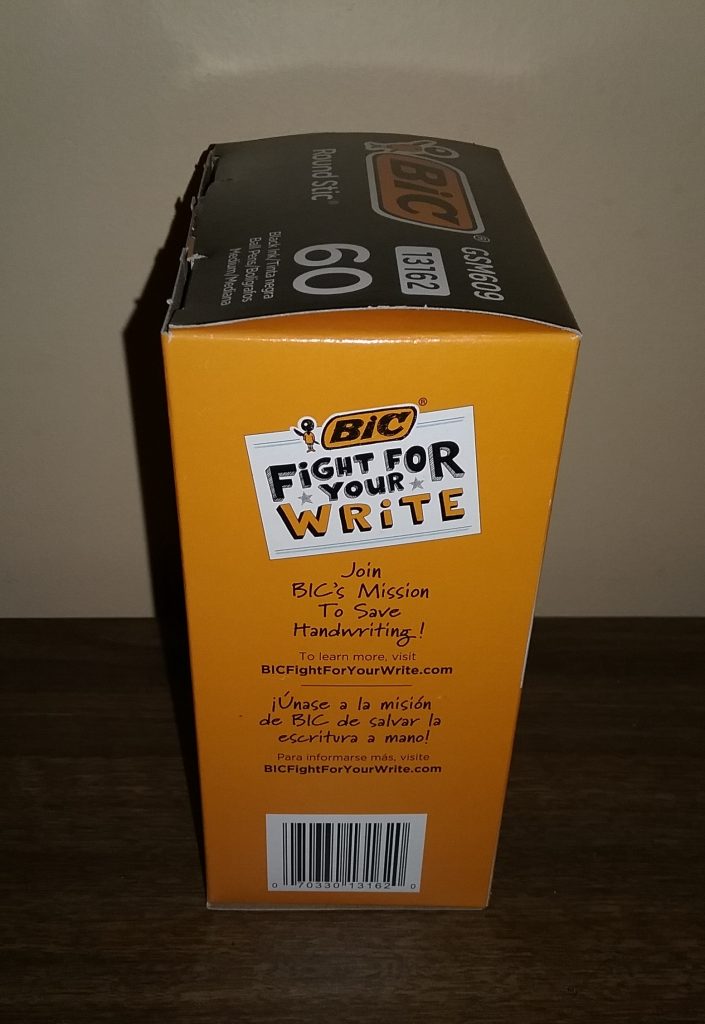 BIC®
Round Stic®
GSM609
13162
60
Black Ink/Tinta negra
Ball Pens/Bolígrafos
Medium/Mediana
BIC®
FiGHT FOR
YOUR
WRiTE
Join
BIC's Mission
To Save
Handwriting!
To learn more, visit
BICFightForYourWrite.com
¡Únase a la misión
de BIC de salvar la
escritura a mano!
Para informarse más, visite
BICFightForYourWrite.com
0 70330 13162 0